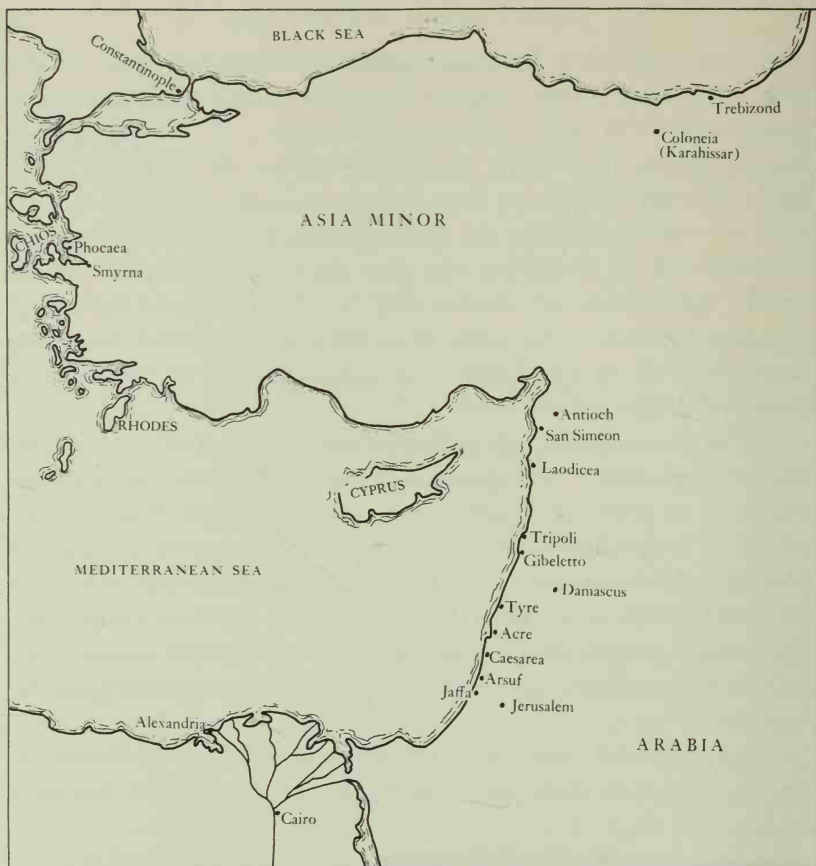 BLACK SEA
Constantinople
Trebizond
Coloneia
(Karahissar)
ASIA MINOR
CHIOS
Phocaea
Smyrna
Antioch
RHODES
San Simeon
Laodicea
CYPRUS
Tripoli
Gibeletto
MEDITERRANEAN SEA
Damascus
Tyre
Acre
Caesarea
Arsuf
Jaffa
Jerusalem
Alexandria
ARABIA
Cairo